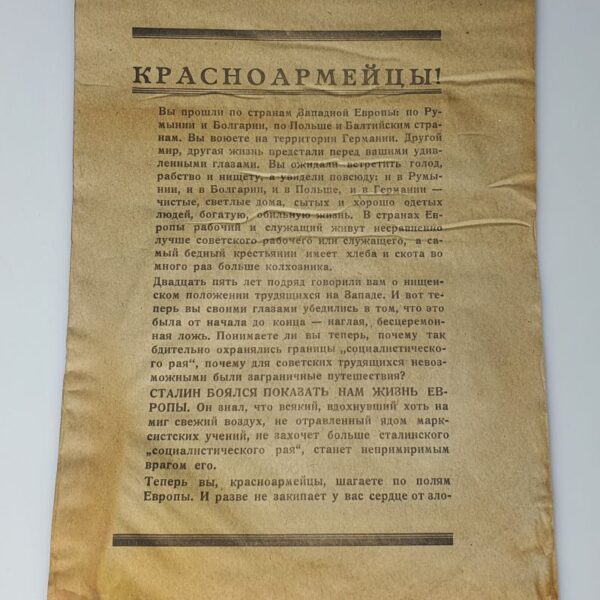 КРАСНОАРМЕЙЦЫ!
Вы прошли по странам Западной Европы: по Ру-
мынии и Болгарии, по Польше и Балтийским стра-
нам. Вы воюете на территории Германии. Другой
мир, другая жизнь предстали перед вашими удив-
ленными глазами. Вы ожидали встретить голод,
рабство и нищету, а увидели повсюду: и в Румы-
нии, и в Болгарии, и в Польше, и в Германии —
чистые, светлые дома, сытых и хорошо одетых
людей, богатую, обильную жизнь. В странах Ев-
ропы рабочий и служащий живут несравненно
лучше советского рабочего или служащего, а са-
мый бедный крестьянин имеет хлеба и скота во
много раз больше колхозника.
Двадцать пять лет подряд говорили вам о нищен-
ском положении трудящихся на Западе. И вот те-
перь вы своими глазами убедились в том, что это
была от начала до конца — наглая, бесцеремон-
ная ложь. Понимаете ли вы теперь, почему так
бдительно охранялись границы „социалистическо-
го рая“, почему для советских трудящихся невоз-
можными были заграничные путешествия?
СТАЛИН БОЯЛСЯ ПОКАЗАТЬ НАМ ЖИЗНЬ ЕВ-
РОПЫ. Он знал, что всякий, вдохнувший хоть на
миг свежий воздух, не отравленный ядом марк-
систских учений, не захочет больше сталинского
„социалистического рая“, станет непримиримым
врагом его.
Теперь вы, красноармейцы, шагаете по полям
Европы. И разве не закипает у вас сердце от зло-